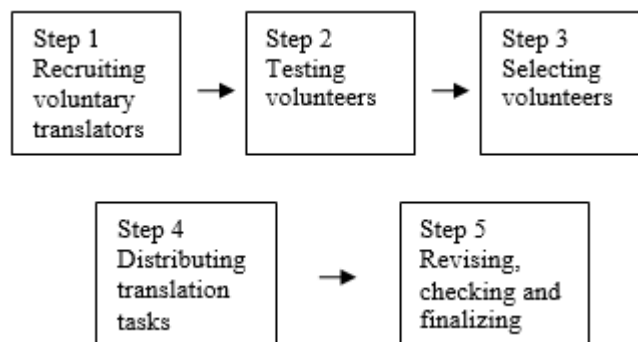 Step 1
Recruiting
voluntary
translators
Step 2
Testing
volunteers
Step 3
Selecting
volunteers
Step 4
Distributing
translation
tasks
Step 5
Revising,
checking and
finalizing